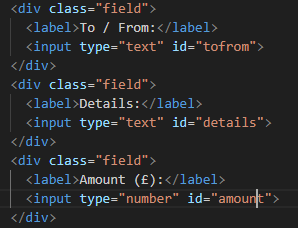 <div class="field">
<label>To / From:</label>
<input type="text" id="tofrom">
</div>
<div class="field">
<label>Details:</label>
<input type="text" id="details">
</div>
<div class="field">
<label>Amount (£):</label>
<input type="number" id="amount">
</div>